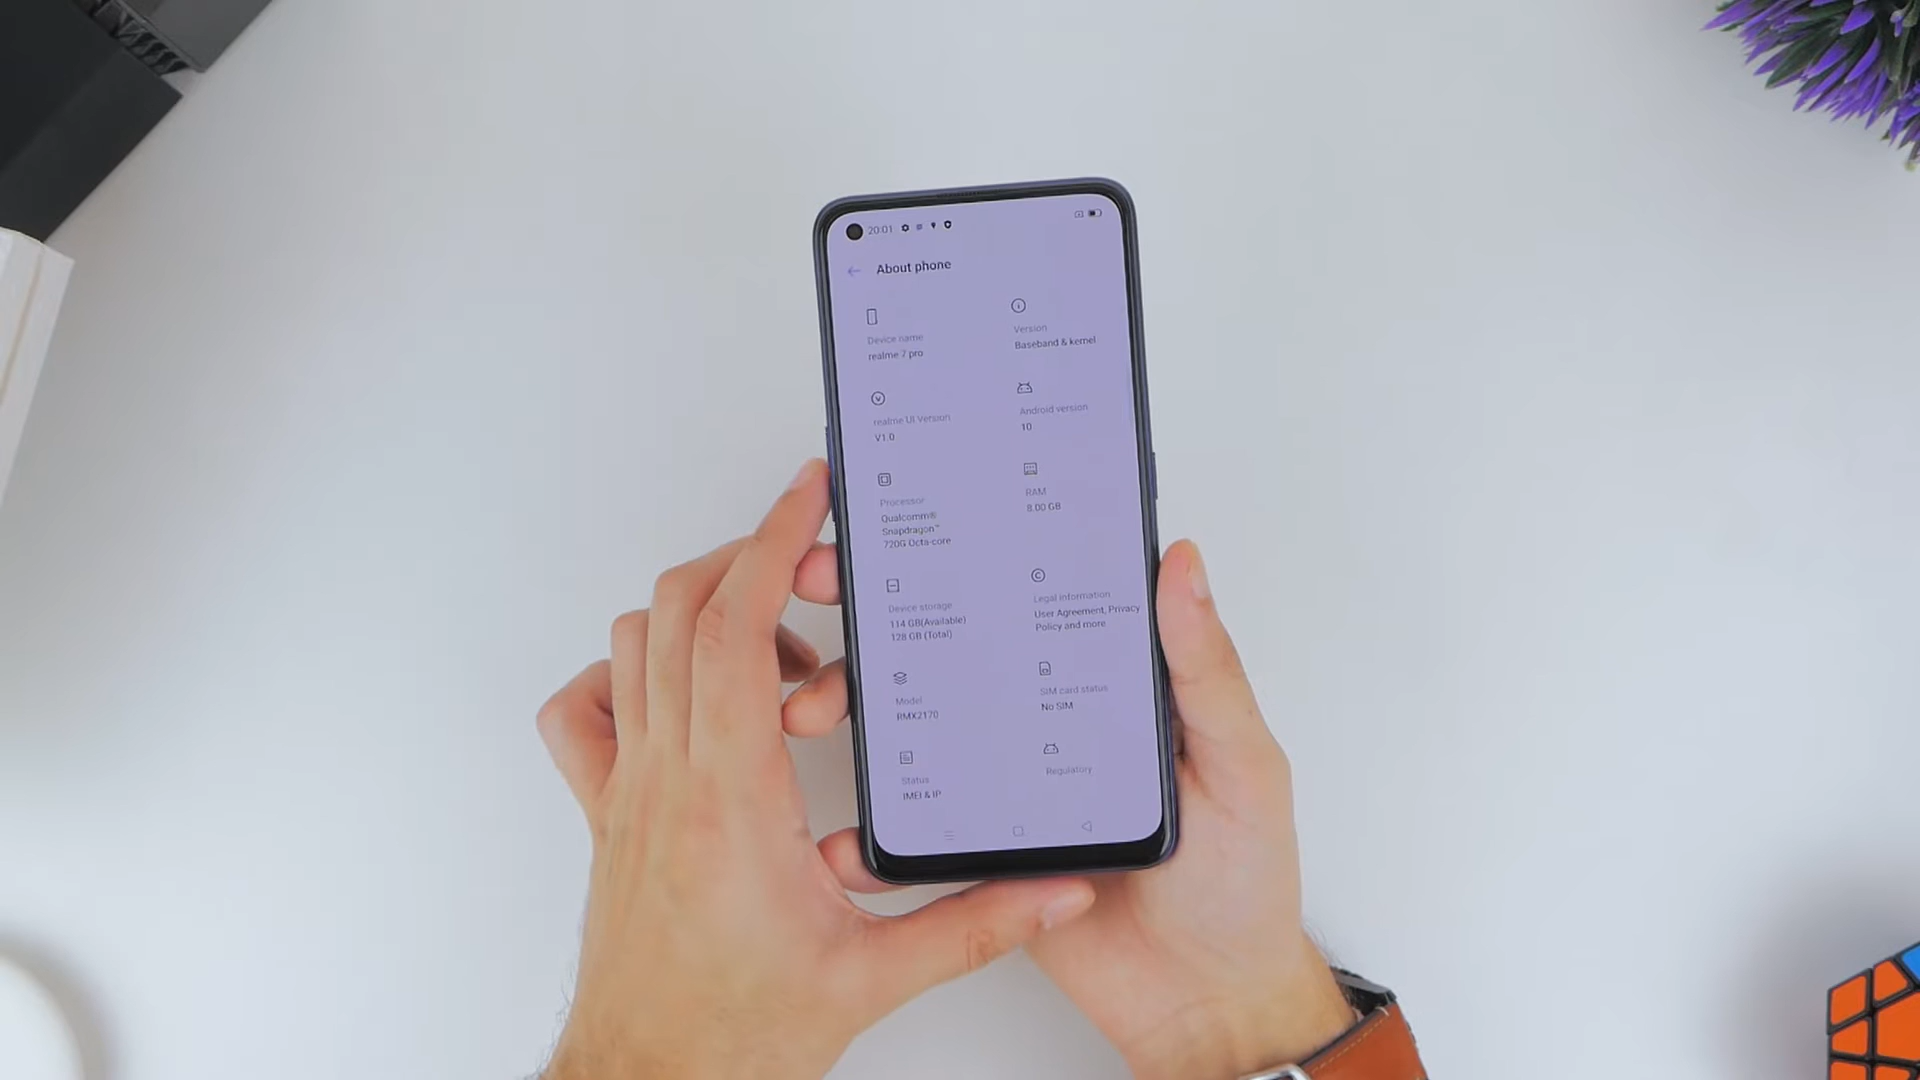 20:01
About phone
Device name
realme 7 pro
Version
Baseband & kernel
realme UI Version
V1.0
Android version
10
Processor
Qualcomm®
Snapdragon™
720G Octa-core
RAM
8.00 GB
Device storage
114 GB(Available)
128 GB (Total)
Legal information
User Agreement, Privacy
Policy and more
Model
RMX2170
SIM card status
No SIM
Status
IMEI & IP
Regulatory